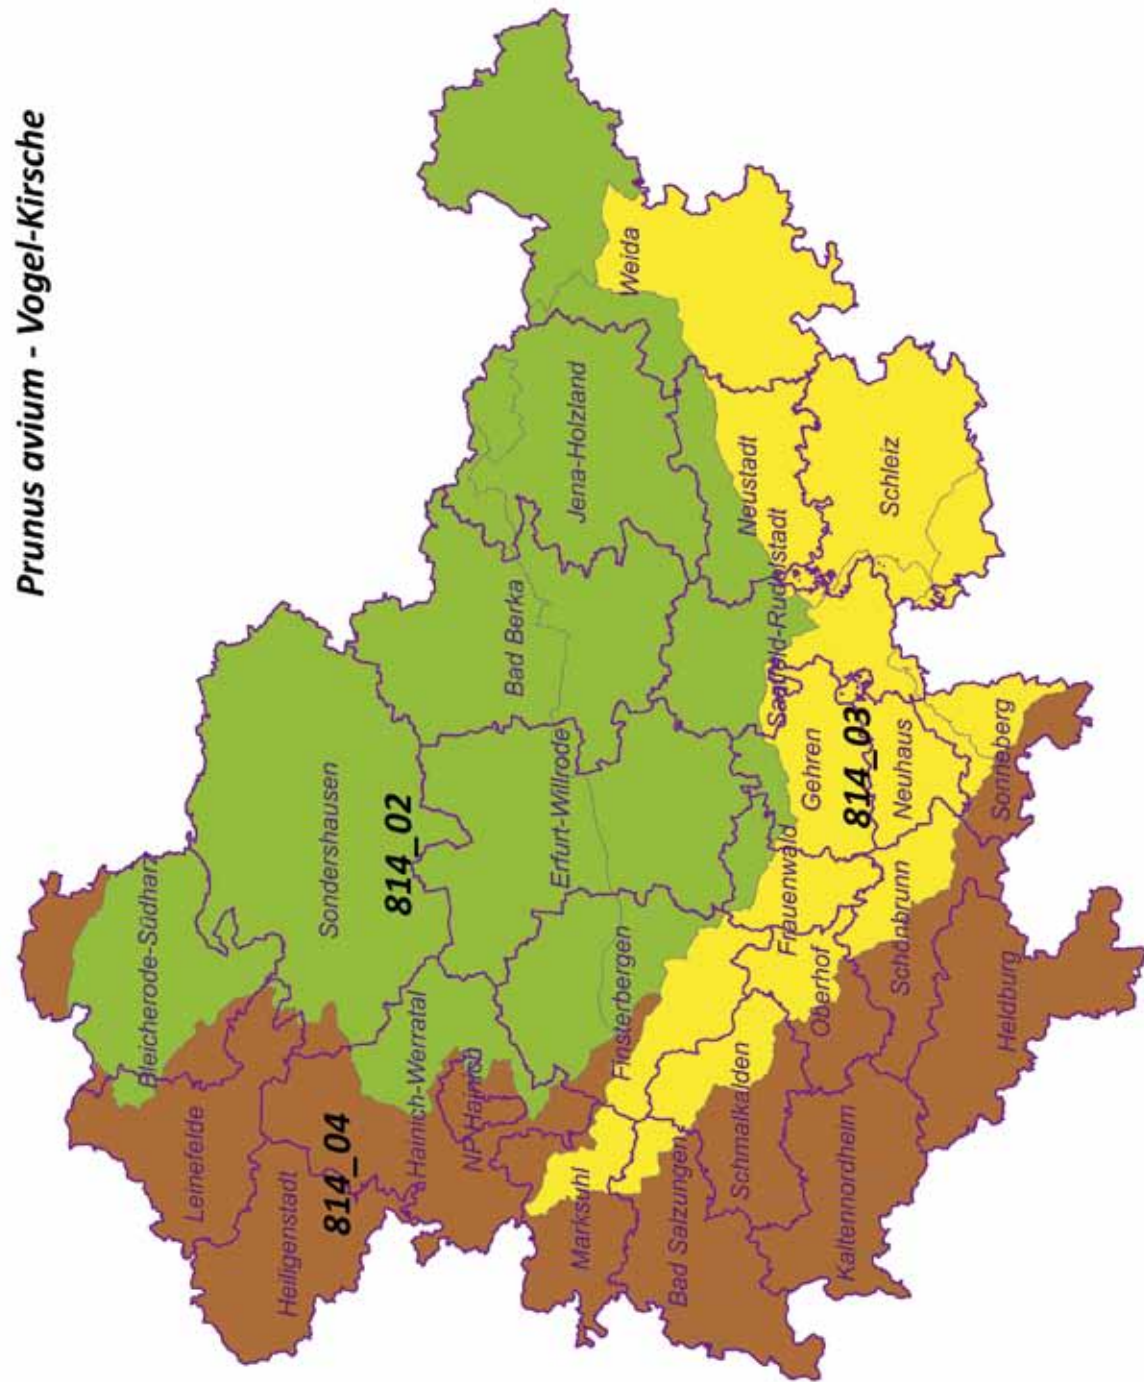 Prunus avium - Vogel-Kirsche
Bleicherode-Südharz
Leinefelde
Heiligenstadt
Sondershausen
814_04
814_02
Hainich-Werratal
NP Hainich
Bad Berka
Erfurt-Willrode
Jena-Holzland
Weida
Marksuhl
Finsterbergen
Bad Salzungen
Schmalkalden
Frauenwald
Saalfeld-Rudolstadt
Neustadt
Oberhof
Gehren
814_03
Kaltennordheim
Schönbrunn
Neuhaus
Schleiz
Heldburg
Sonneberg